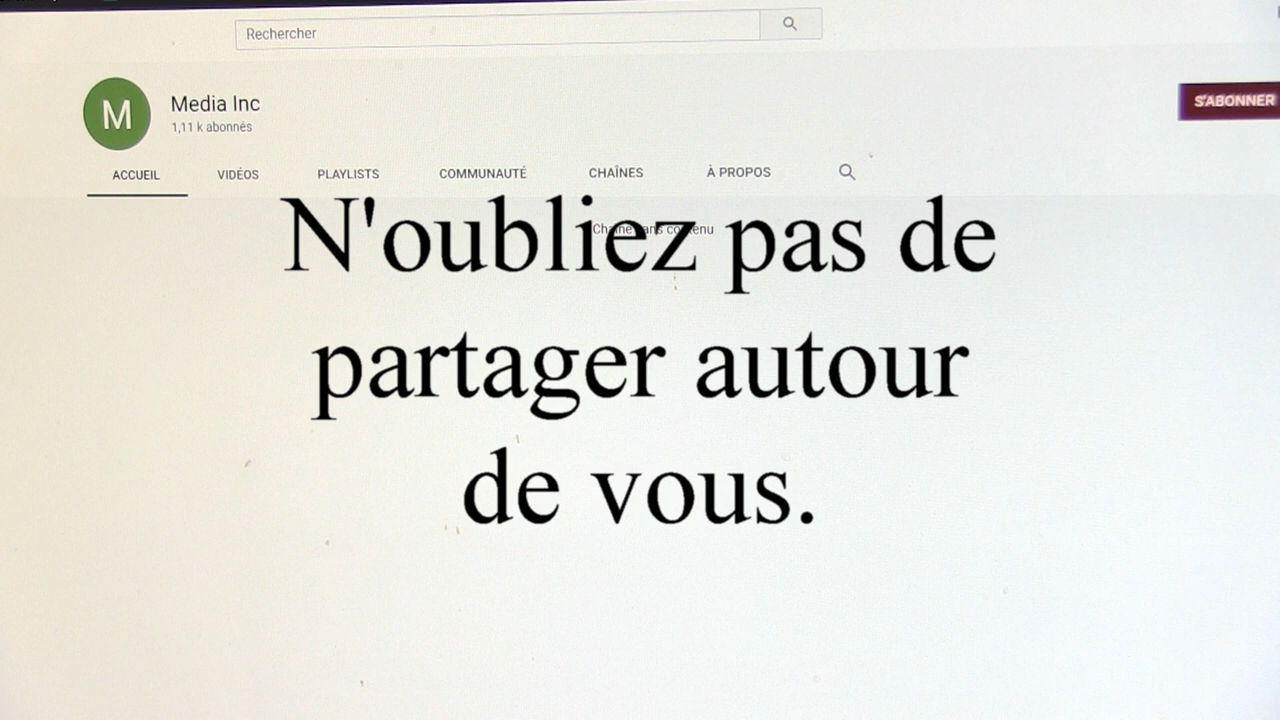 Rechercher
M
Media Inc
1,11 k abonnés
S'ABONNER
ACCUEIL VIDÉOS PLAYLISTS COMMUNAUTÉ CHAÎNES À PROPOS
N'oubliez pas de
partager autour
de vous.